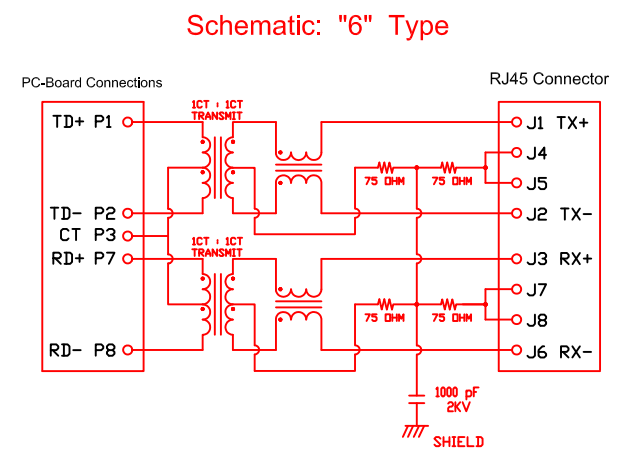 Schematic: "6" Type
PC-Board Connections
RJ45 Connector
1CT : 1CT
TRANSMIT
TD+ P1
J1 TX+
J4
75 OHM
75 OHM
J5
TD- P2
J2 TX-
CT P3
1CT : 1CT
TRANSMIT
RD+ P7
J3 RX+
J7
75 OHM
75 OHM
J8
RD- P8
J6 RX-
1000 pF
2KV
SHIELD